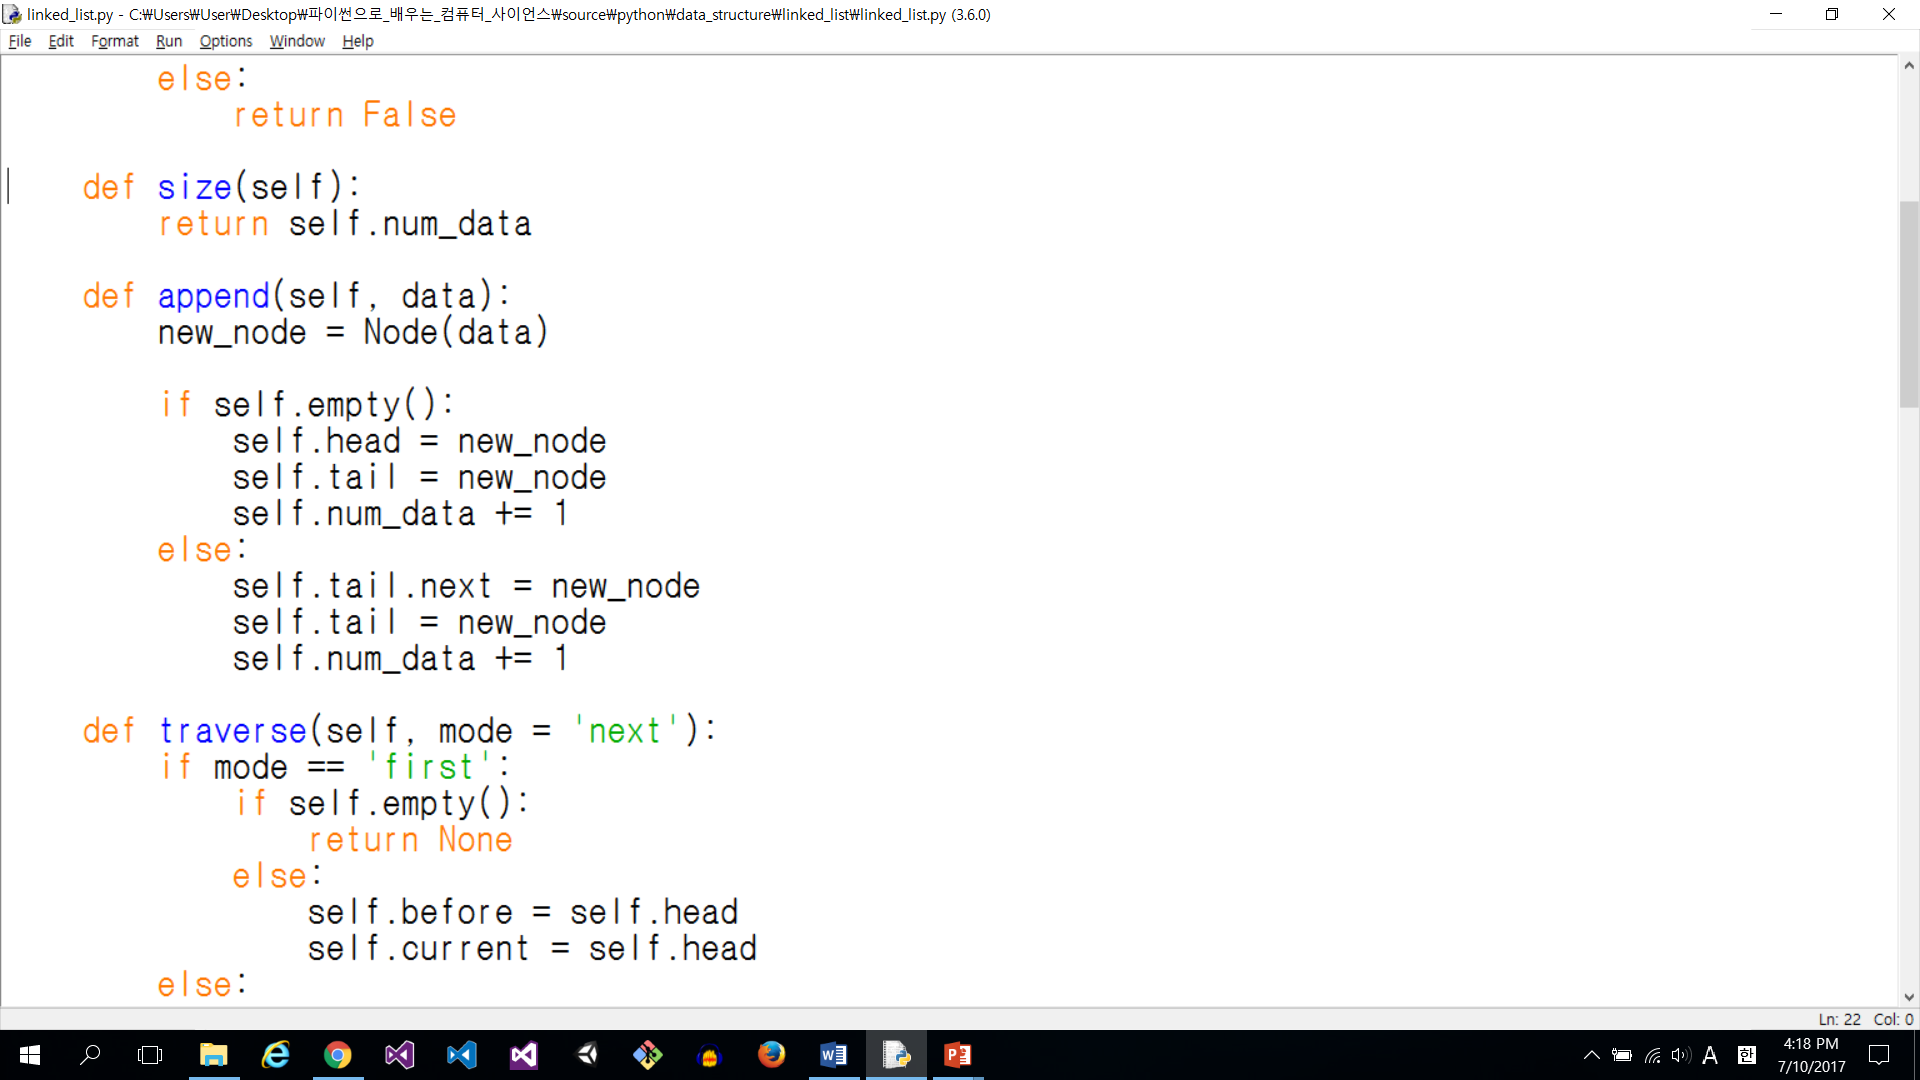 linked_list.py - C:₩Users₩User₩Desktop₩파이썬으로_배우는_컴퓨터_사이언스₩source₩python₩data_structure₩linked_list₩linked_list.py (3.6.0)
File Edit Format Run Options Window Help
        else:
            return False

    def size(self):
        return self.num_data

    def append(self, data):
        new_node = Node(data)

        if self.empty():
            self.head = new_node
            self.tail = new_node
            self.num_data += 1
        else:
            self.tail.next = new_node
            self.tail = new_node
            self.num_data += 1

    def traverse(self, mode = 'next'):
        if mode == 'first':
            if self.empty():
                return None
            else:
                self.before = self.head
                self.current = self.head
        else:
Ln: 22 Col: 0
A 한 4:18 PM
7/10/2017